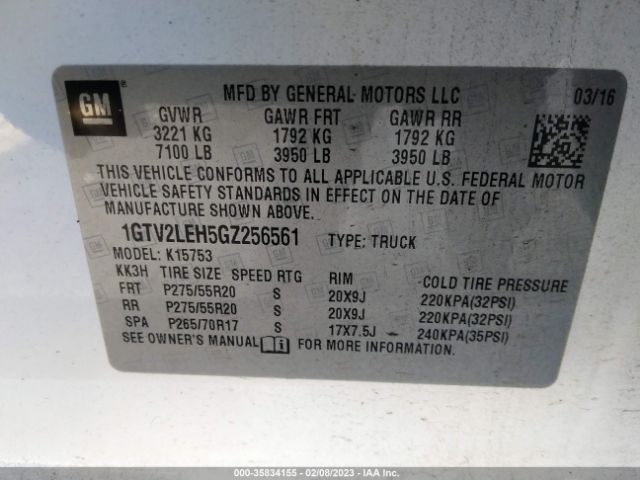 GM ®
MFD BY GENERAL MOTORS LLC 03/16
GVWR GAWR FRT GAWR RR
3221 KG 1792 KG 1792 KG
7100 LB 3950 LB 3950 LB
THIS VEHICLE CONFORMS TO ALL APPLICABLE U.S. FEDERAL MOTOR
VEHICLE SAFETY STANDARDS IN EFFECT ON THE DATE OF
MANUFACTURE SHOWN ABOVE.
1GTV2LEH5GZ256561 TYPE: TRUCK
MODEL: K15753
KK3H TIRE SIZE SPEED RTG RIM COLD TIRE PRESSURE
FRT P275/55R20 S 20X9J 220KPA(32PSI)
RR P275/55R20 S 20X9J 220KPA(32PSI)
SPA P265/70R17 S 17X7.5J 240KPA(35PSI)
SEE OWNER'S MANUAL FOR MORE INFORMATION.
000-35834155 - 02/08/2023 - IAA Inc.